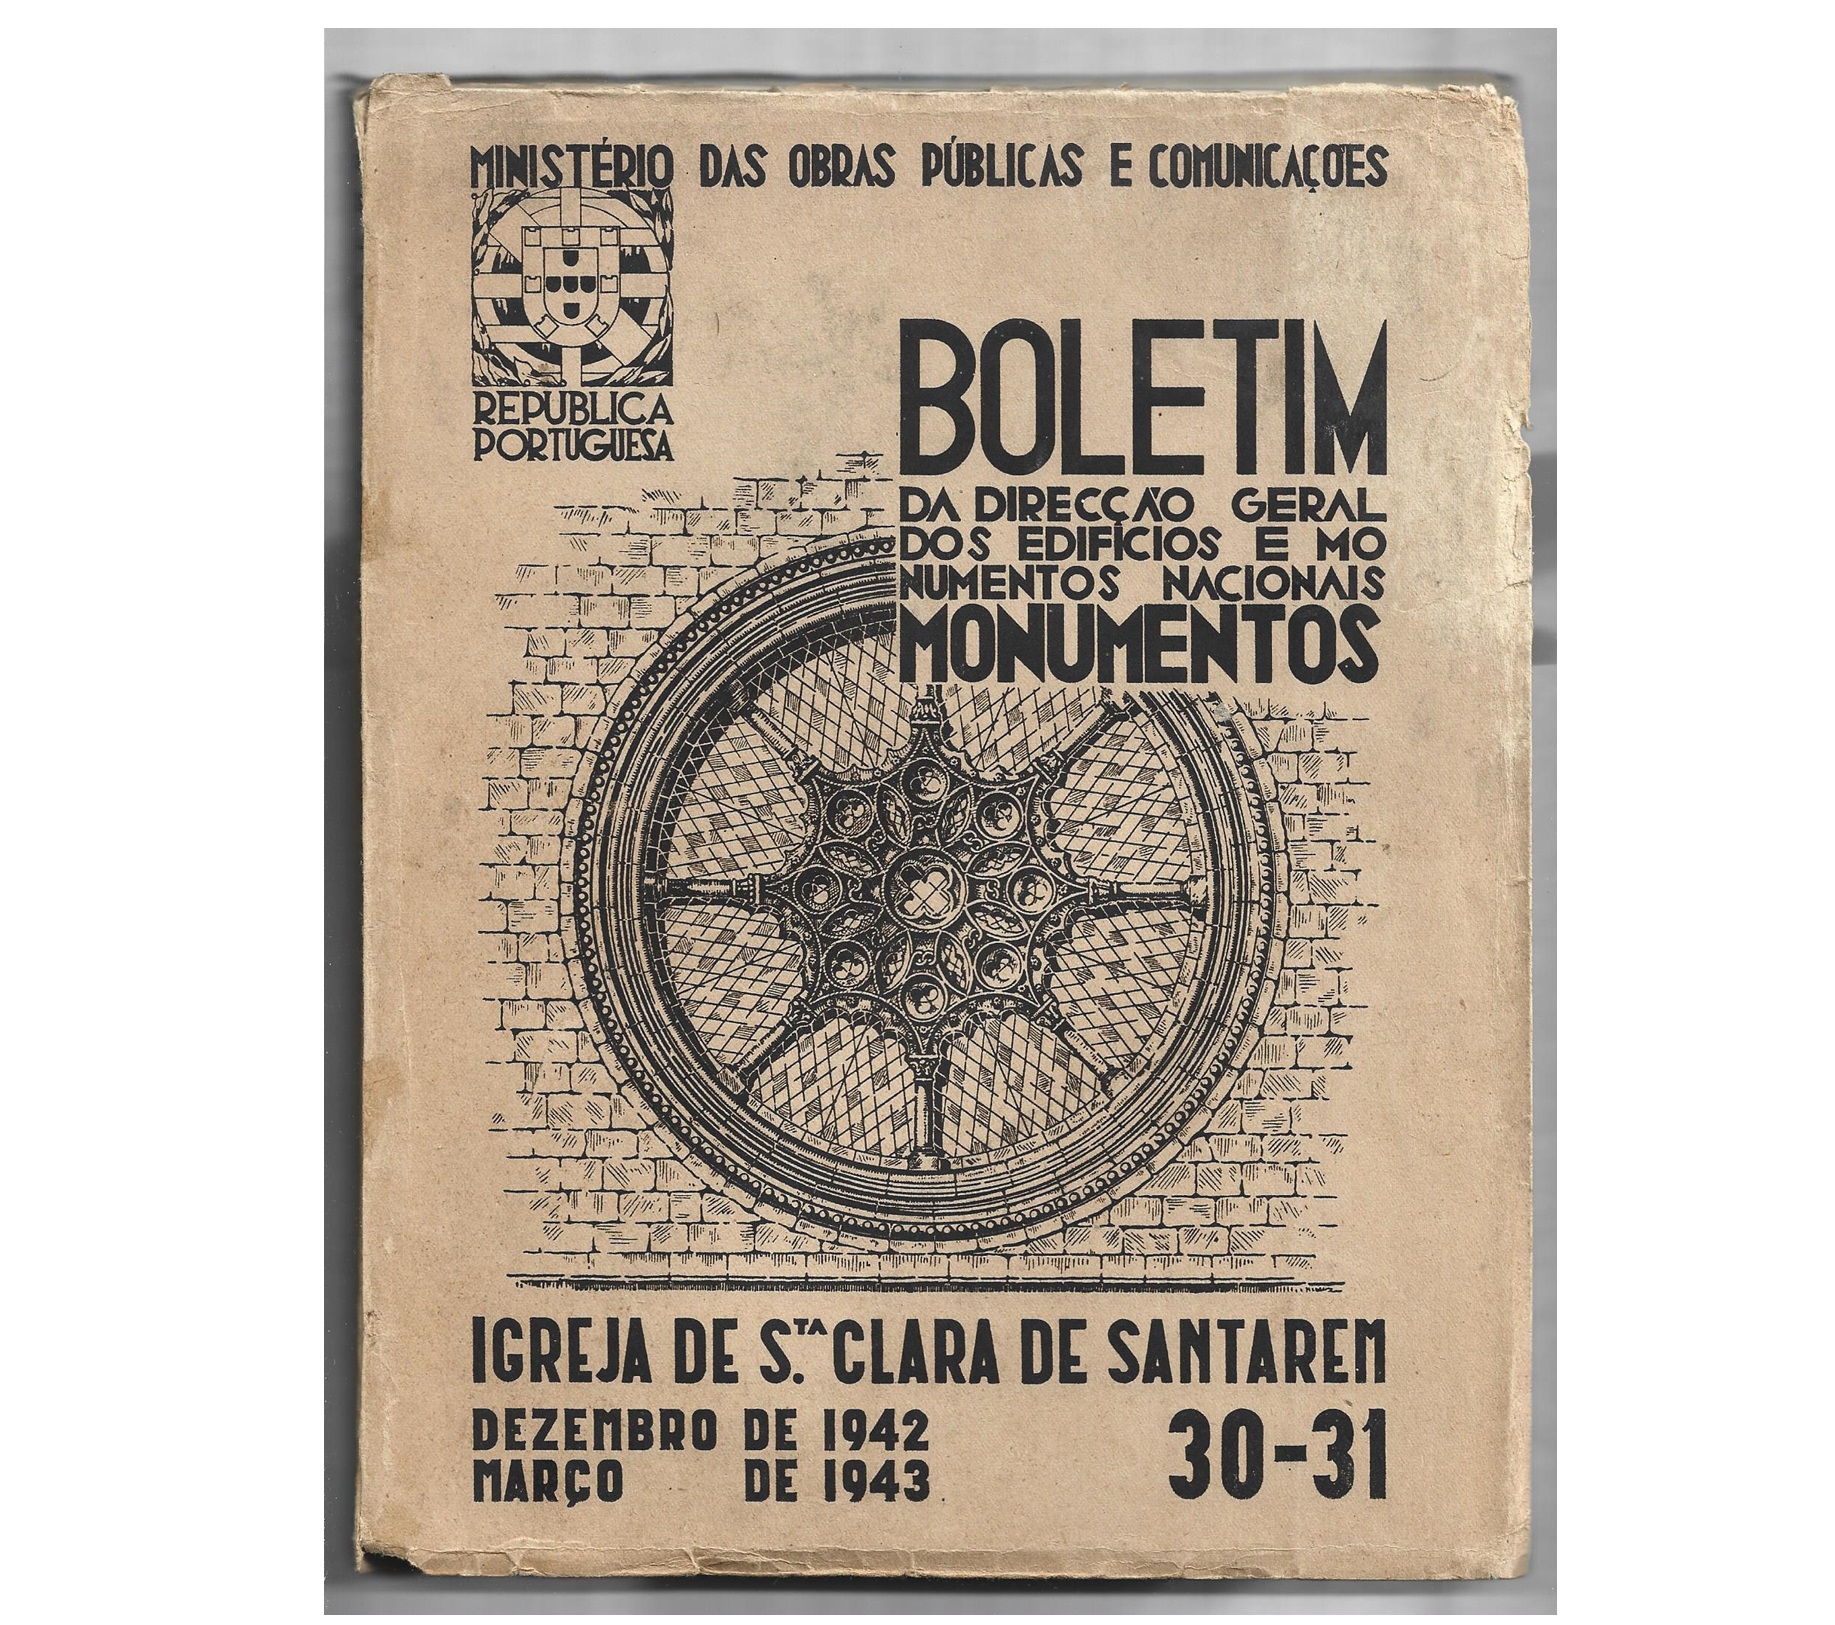 MINISTÉRIO DAS OBRAS PÚBLICAS E COMUNICAÇÕES
REPUBLICA
PORTUGUESA
BOLETIM
DA DIRECÇÃO GERAL
DOS EDIFÍCIOS E MO
NUMENTOS NACIONAIS
MONUMENTOS
IGREJA DE S.TA CLARA DE SANTAREM
DEZEMBRO DE 1942
MARÇO DE 1943
30-31